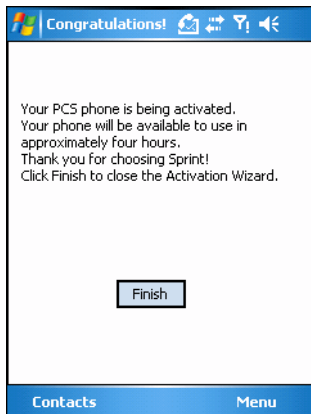 Congratulations!
Your PCS phone is being activated.
Your phone will be available to use in
approximately four hours.
Thank you for choosing Sprint!
Click Finish to close the Activation Wizard.
Finish
Contacts Menu